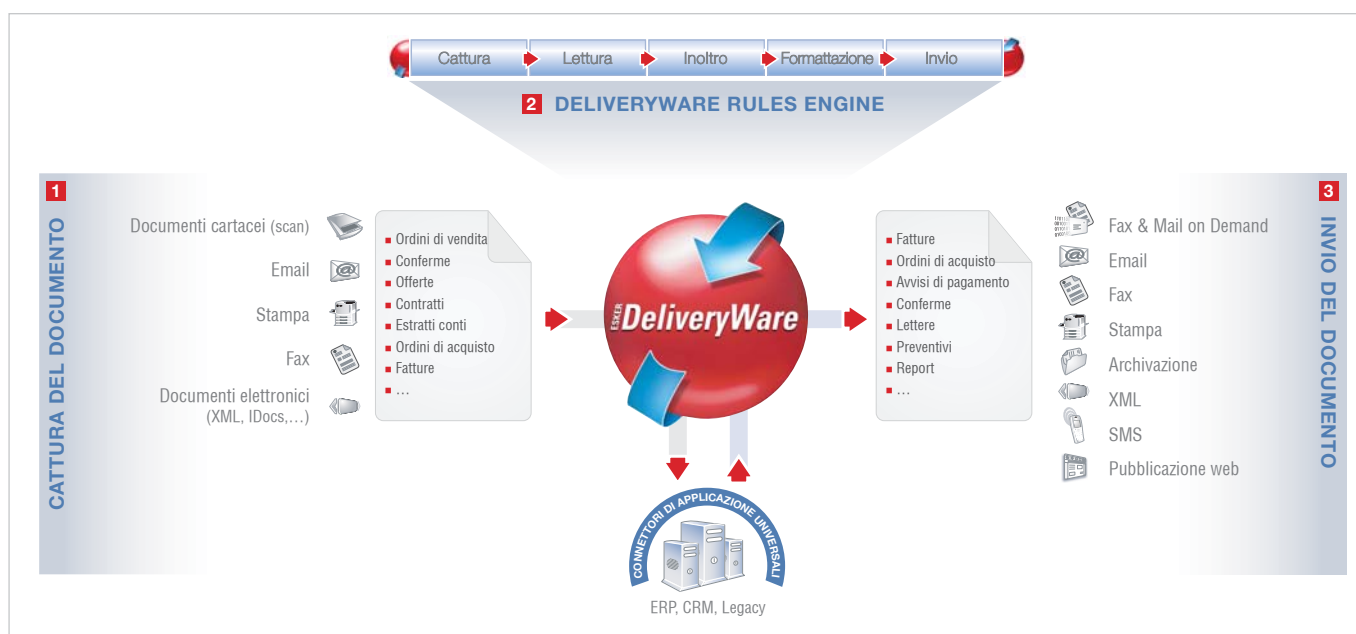 Cattura
Lettura
Inoltro
Formattazione
Invio
2 DELIVERYWARE RULES ENGINE
1
CATTURA DEL DOCUMENTO
Documenti cartacei (scan)
Email
Stampa
Fax
Documenti elettronici
(XML, IDocs,...)
Ordini di vendita
Conferme
Offerte
Contratti
Estratti conti
Ordini di acquisto
Fatture
...
ESKER DeliveryWare
CONNETTORI DI APPLICAZIONE UNIVERSALI
ERP, CRM, Legacy
Fatture
Ordini di acquisto
Avvisi di pagamento
Conferme
Lettere
Preventivi
Report
...
Fax & Mail on Demand
Email
Fax
Stampa
Archivazione
XML
SMS
Pubblicazione web
3
INVIO DEL DOCUMENTO